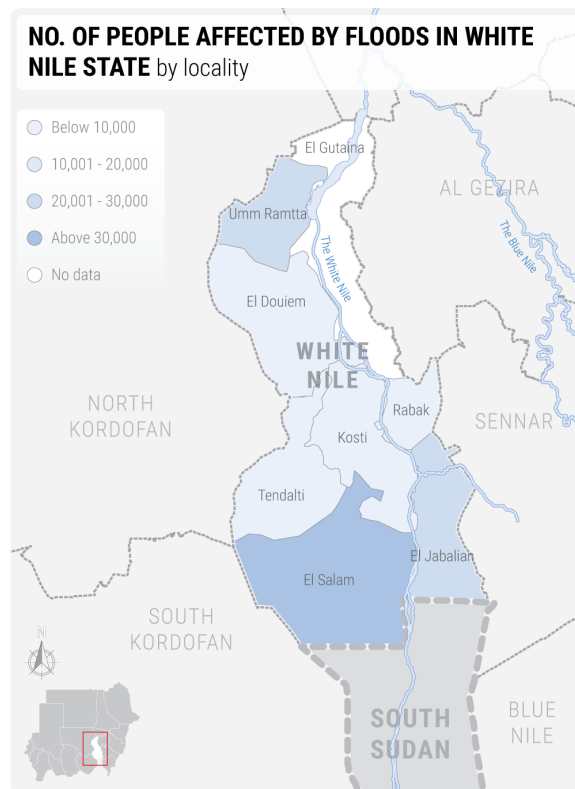 NO. OF PEOPLE AFFECTED BY FLOODS IN WHITE
NILE STATE by locality
Below 10,000
10,001 - 20,000
20,001 - 30,000
Above 30,000
No data
El Gutaina
AL GEZIRA
Umm Ramtta
The White Nile
The Blue Nile
El Douiem
WHITE
NILE
NORTH
KORDOFAN
Rabak
SENNAR
Kosti
Tendalti
El Jabalian
El Salam
SOUTH
KORDOFAN
N
SOUTH
SUDAN
BLUE
NILE